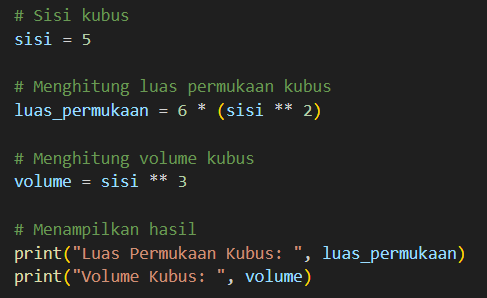 # Sisi kubus
sisi = 5
# Menghitung luas permukaan kubus
luas_permukaan = 6 * (sisi ** 2)
# Menghitung volume kubus
volume = sisi ** 3
# Menampilkan hasil
print("Luas Permukaan Kubus: ", luas_permukaan)
print("Volume Kubus: ", volume)